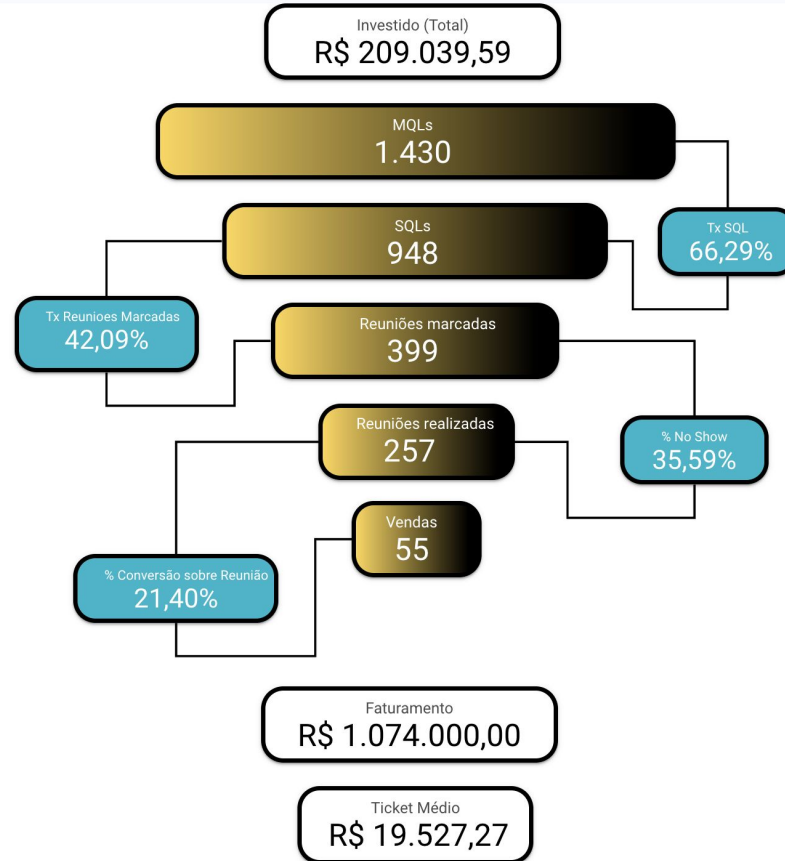 Investido (Total)
R$ 209.039,59
MQLs
1.430
SQLs
948
Tx SQL
66,29%
Tx Reunioes Marcadas
42,09%
Reuniões marcadas
399
Reuniões realizadas
257
% No Show
35,59%
Vendas
55
% Conversão sobre Reunião
21,40%
Faturamento
R$ 1.074.000,00
Ticket Médio
R$ 19.527,27